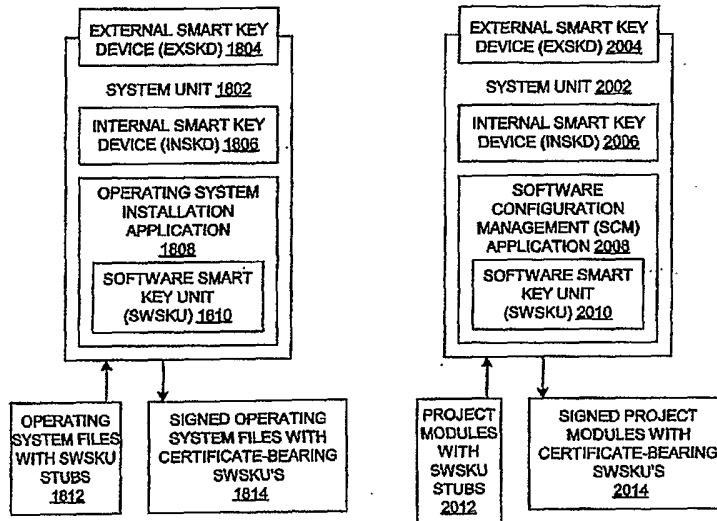 EXTERNAL SMART KEY
DEVICE (EXSKD) 1804
SYSTEM UNIT 1802
INTERNAL SMART KEY
DEVICE (INSKD) 1806
OPERATING SYSTEM
INSTALLATION
APPLICATION
1808
SOFTWARE SMART
KEY UNIT
(SWSKU) 1810
OPERATING
SYSTEM FILES
WITH SWSKU
STUBS
1812
SIGNED OPERATING
SYSTEM FILES WITH
CERTIFICATE-BEARING
SWSKU'S
1814
EXTERNAL SMART KEY
DEVICE (EXSKD) 2004
SYSTEM UNIT 2002
INTERNAL SMART KEY
DEVICE (INSKD) 2006
SOFTWARE
CONFIGURATION
MANAGEMENT (SCM)
APPLICATION 2008
SOFTWARE SMART
KEY UNIT
(SWSKU) 2010
PROJECT
MODULES
WITH
SWSKU
STUBS
2012
SIGNED PROJECT
MODULES WITH
CERTIFICATE-BEARING
SWSKU'S
2014